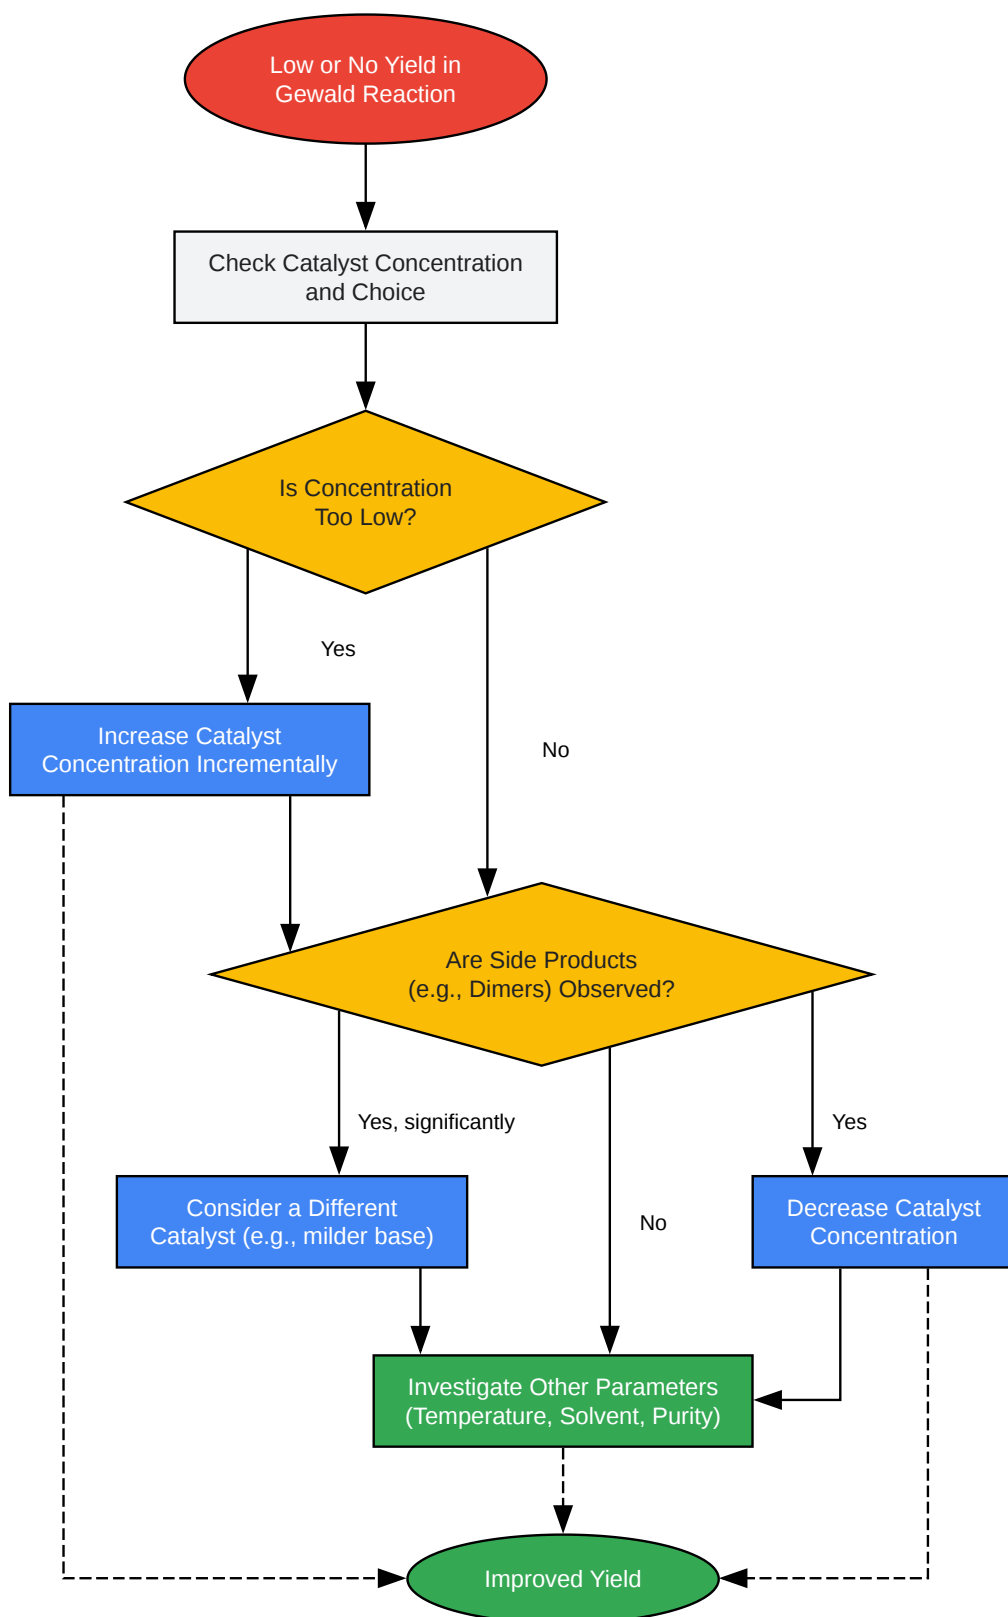 Low or No Yield in
Gewald Reaction
Check Catalyst Concentration
and Choice
Is Concentration
Too Low?
Yes
Increase Catalyst
Concentration Incrementally
No
Are Side Products
(e.g., Dimers) Observed?
Yes, significantly
Yes
Consider a Different
Catalyst (e.g., milder base)
No
Decrease Catalyst
Concentration
Investigate Other Parameters
(Temperature, Solvent, Purity)
Improved Yield